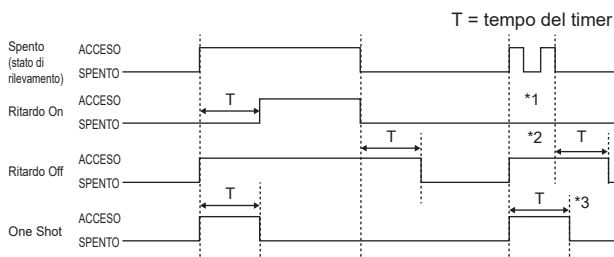 T = tempo del timer
Spento
(stato di
rilevamento)
ACCESO
SPENTO
Ritardo On
ACCESO
SPENTO
T
*1
Ritardo Off
ACCESO
SPENTO
T
*2
T
One Shot
ACCESO
SPENTO
T
T
*3